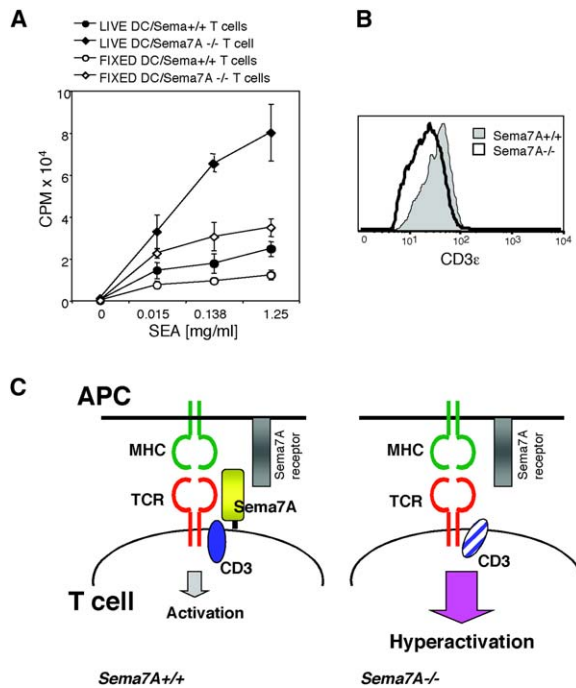 A
LIVE DC/Sema+/+ T cells
LIVE DC/Sema7A -/- T cell
FIXED DC/Sema+/+ T cells
FIXED DC/Sema7A -/- T cells
10
8
6
4
2
0
CPM x 10⁴
0 0.015 0.138 1.25
SEA [mg/ml]
B
Sema7A+/+
Sema7A-/-
0 10¹ 10² 10³ 10⁴
CD3ε
C
APC
MHC
TCR
Sema7A
receptor
Sema7A
CD3
T cell
Activation
Sema7A+/+
MHC
TCR
Sema7A
receptor
CD3
Hyperactivation
Sema7A-/-